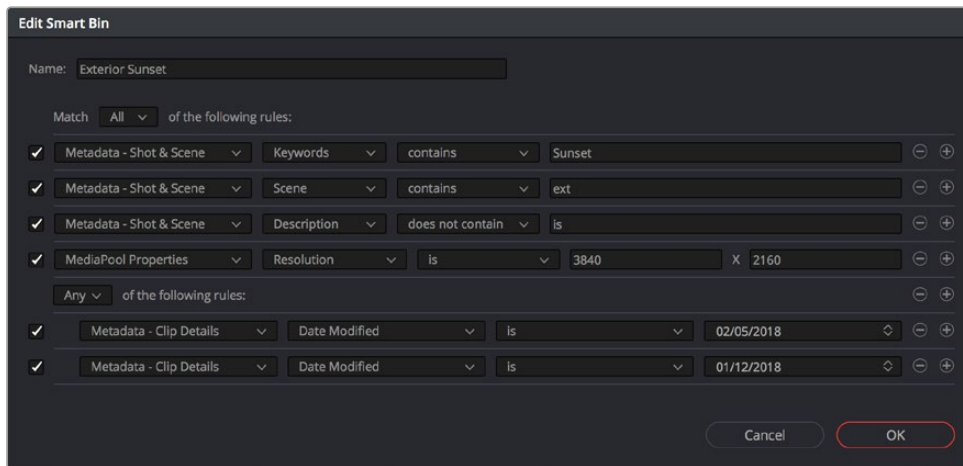 Edit Smart Bin
Name: Exterior Sunset
Match All of the following rules:
Metadata - Shot & Scene Keywords contains Sunset
Metadata - Shot & Scene Scene contains ext
Metadata - Shot & Scene Description does not contain is
MediaPool Properties Resolution is 3840 X 2160
Any of the following rules:
Metadata - Clip Details Date Modified is 02/05/2018
Metadata - Clip Details Date Modified is 01/12/2018
Cancel OK